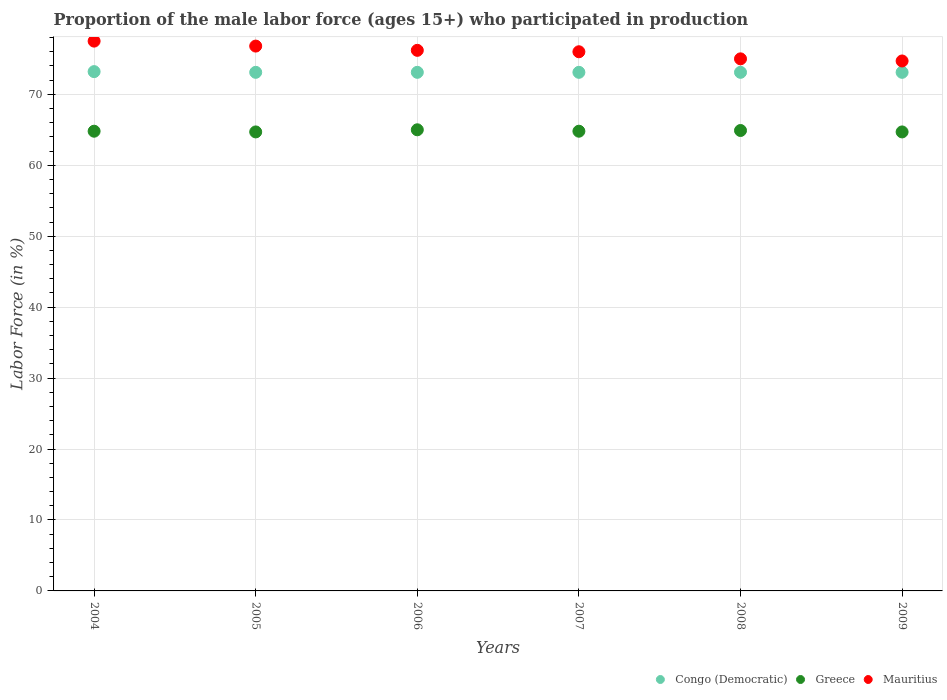 Proportion of the male labor force (ages 15+) who participated in production
Labor Force (in %)
70
60
50
40
30
20
10
0
2004
2005
2006
2007
2008
2009
Years
Congo (Democratic)
Greece
Mauritius